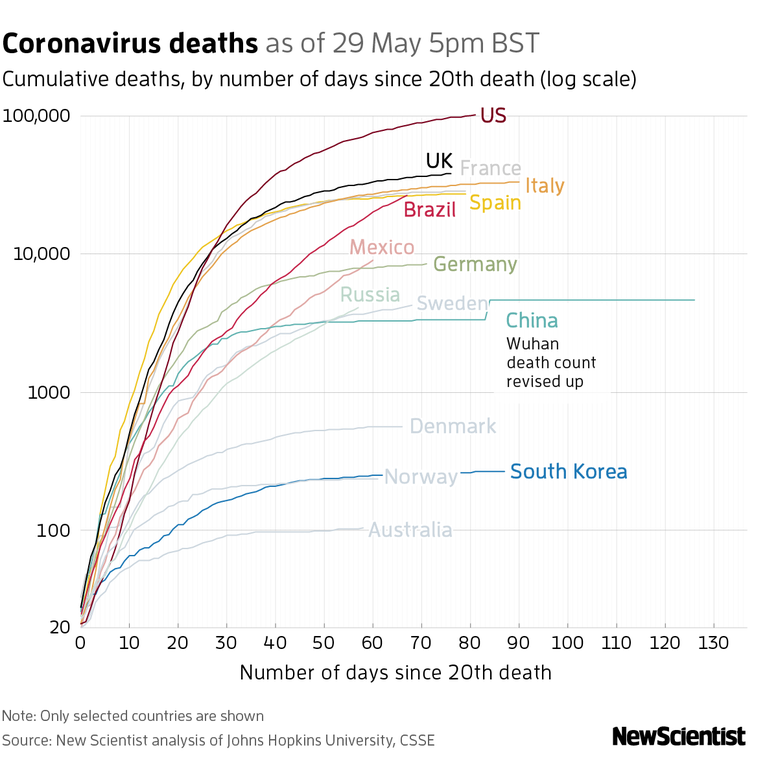 Coronavirus deaths as of 29 May 5pm BST
Cumulative deaths, by number of days since 20th death (log scale)
100,000
US
UK
France
Italy
Spain
Brazil
Mexico
10,000
Germany
Russia
Sweden
China
Wuhan
death count
revised up
1000
Denmark
South Korea
Norway
100
Australia
20
0 10 20 30 40 50 60 70 80 90 100 110 120 130
Number of days since 20th death
Note: Only selected countries are shown
Source: New Scientist analysis of Johns Hopkins University, CSSE
NewScientist